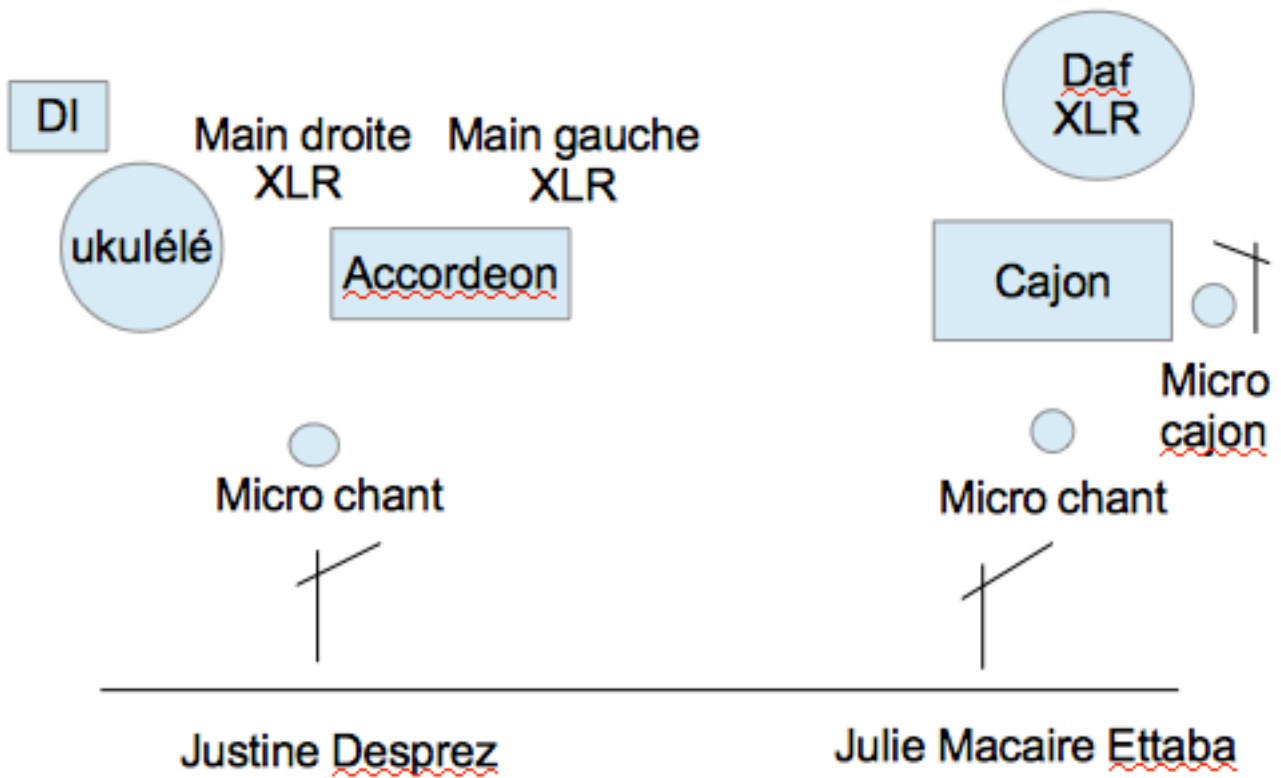 DI
ukulélé
Main droite
XLR
Main gauche
XLR
Accordeon
Micro chant
Justine Desprez
Daf
XLR
Cajon
Micro
cajon
Micro chant
Julie Macaire Ettaba